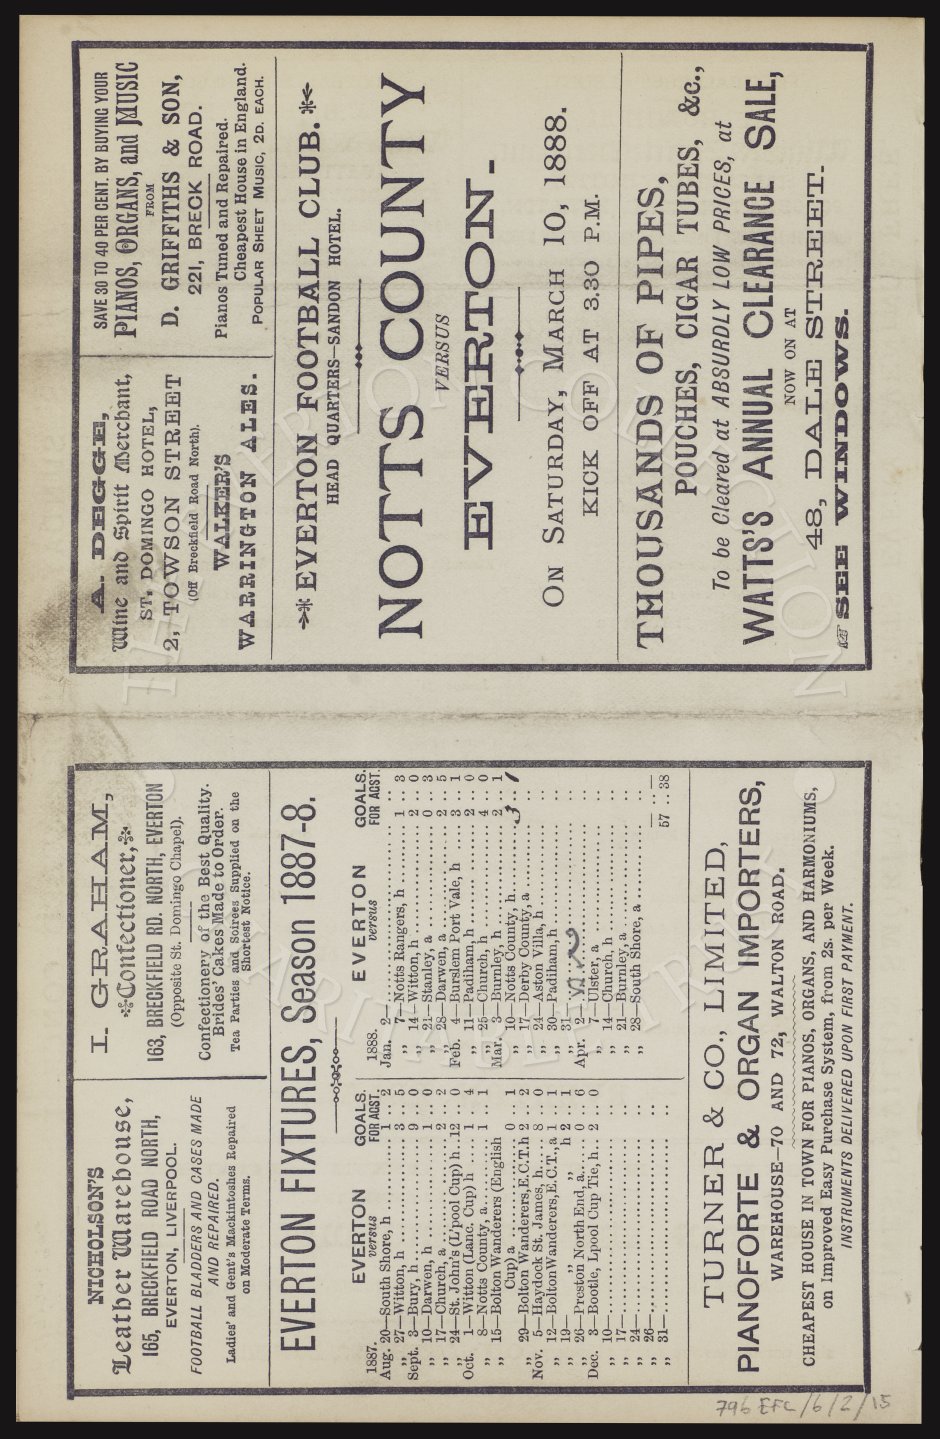 NICHOLSON'S
Leather Warehouse,
165, BRECKFIELD ROAD NORTH,
EVERTON, LIVERPOOL.
FOOTBALL BLADDERS AND CASES MADE
AND REPAIRED.
Ladies' and Gent's Mackintoshes Repaired
on Moderate Terms.
I. GRAHAM,
Confectioner,
163, BRECKFIELD RD. NORTH, EVERTON
(Opposite St. Domingo Chapel).
Confectionery of the Best Quality.
Brides' Cakes Made to Order.
Tea Parties and Soirees Supplied on the
Shortest Notice.
EVERTON FIXTURES, Season 1887-8.
1887. EVERTON versus GOALS. FOR AGST.
Aug. 20—South Shore, h 1 .. 2
,, 27—Witton, h 3 .. 5
Sept. 3—Bury, h 9 .. 0
,, 10—Darwen, h 1 .. 0
,, 17—Church, a 2 .. 2
,, 24—St. John's (L'pool Cup) h 12 .. 0
Oct. 1—Witton (Lanc. Cup) h 1 .. 4
,, 8—Notts County, a 1 .. 1
,, 15—Bolton Wanderers (English
Cup) a 0 .. 1
,, 29—Bolton Wanderers, E.C.T. h 2 .. 2
Nov. 5—Haydock St. James, h 8 .. 0
,, 12—Bolton Wanderers, E.C.T., a 1 .. 1
,, 19— ,, ,, h 2 .. 1
,, 26—Preston North End, a 0 .. 6
Dec. 3—Bootle, Lpool Cup Tie, h 2 .. 0
,, 10—
,, 17—
,, 24—
,, 26—
,, 31—
1888. EVERTON versus GOALS. FOR AGST.
Jan. 2—
,, 7—Notts Rangers, h 1 .. 3
,, 14—Witton, h 2 .. 0
,, 21—Stanley, a 0 .. 3
,, 28—Darwen, a 2 .. 5
Feb. 4—Burslem Port Vale, h 3 .. 1
,, 11—Padiham, h 2 .. 0
,, 25—Church, h 4 .. 0
Mar. 3—Burnley, h 2 .. 1
,, 10—Notts County, h 3 .. 1
,, 17—Derby County, a
,, 24—Aston Villa, h
,, 30—Padiham, h
,, 31—
Apr. 2—
,, 7—Ulster, a
,, 14—Church, h
,, 21—Burnley, a
,, 28—South Shore, a
57 .. 38
TURNER & CO., LIMITED,
PIANOFORTE & ORGAN IMPORTERS,
WAREHOUSE—70 AND 72, WALTON ROAD.
CHEAPEST HOUSE IN TOWN FOR PIANOS, ORGANS, AND HARMONIUMS,
on Improved Easy Purchase System, from 2s. per Week.
INSTRUMENTS DELIVERED UPON FIRST PAYMENT.
796 EFC/6/2/15
A. DEGGE,
Wine and Spirit Merchant,
ST. DOMINGO HOTEL,
2, TOWSON STREET
(Off Breckfield Road North).
WALKER'S
WARRINGTON ALES.
SAVE 30 TO 40 PER CENT. BY BUYING YOUR
PIANOS, ORGANS, and MUSIC
FROM
D. GRIFFITHS & SON,
221, BRECK ROAD.
Pianos Tuned and Repaired.
Cheapest House in England.
POPULAR SHEET MUSIC, 2D. EACH.
EVERTON FOOTBALL CLUB.
HEAD QUARTERS—SANDON HOTEL.
NOTTS COUNTY
VERSUS
EVERTON.
ON SATURDAY, MARCH 10, 1888.
KICK OFF AT 3.30 P.M.
THOUSANDS OF PIPES,
POUCHES, CIGAR TUBES, &c.,
To be Cleared at ABSURDLY LOW PRICES, at
WATTS'S ANNUAL CLEARANCE SALE,
NOW ON AT
48, DALE STREET.
SEE WINDOWS.